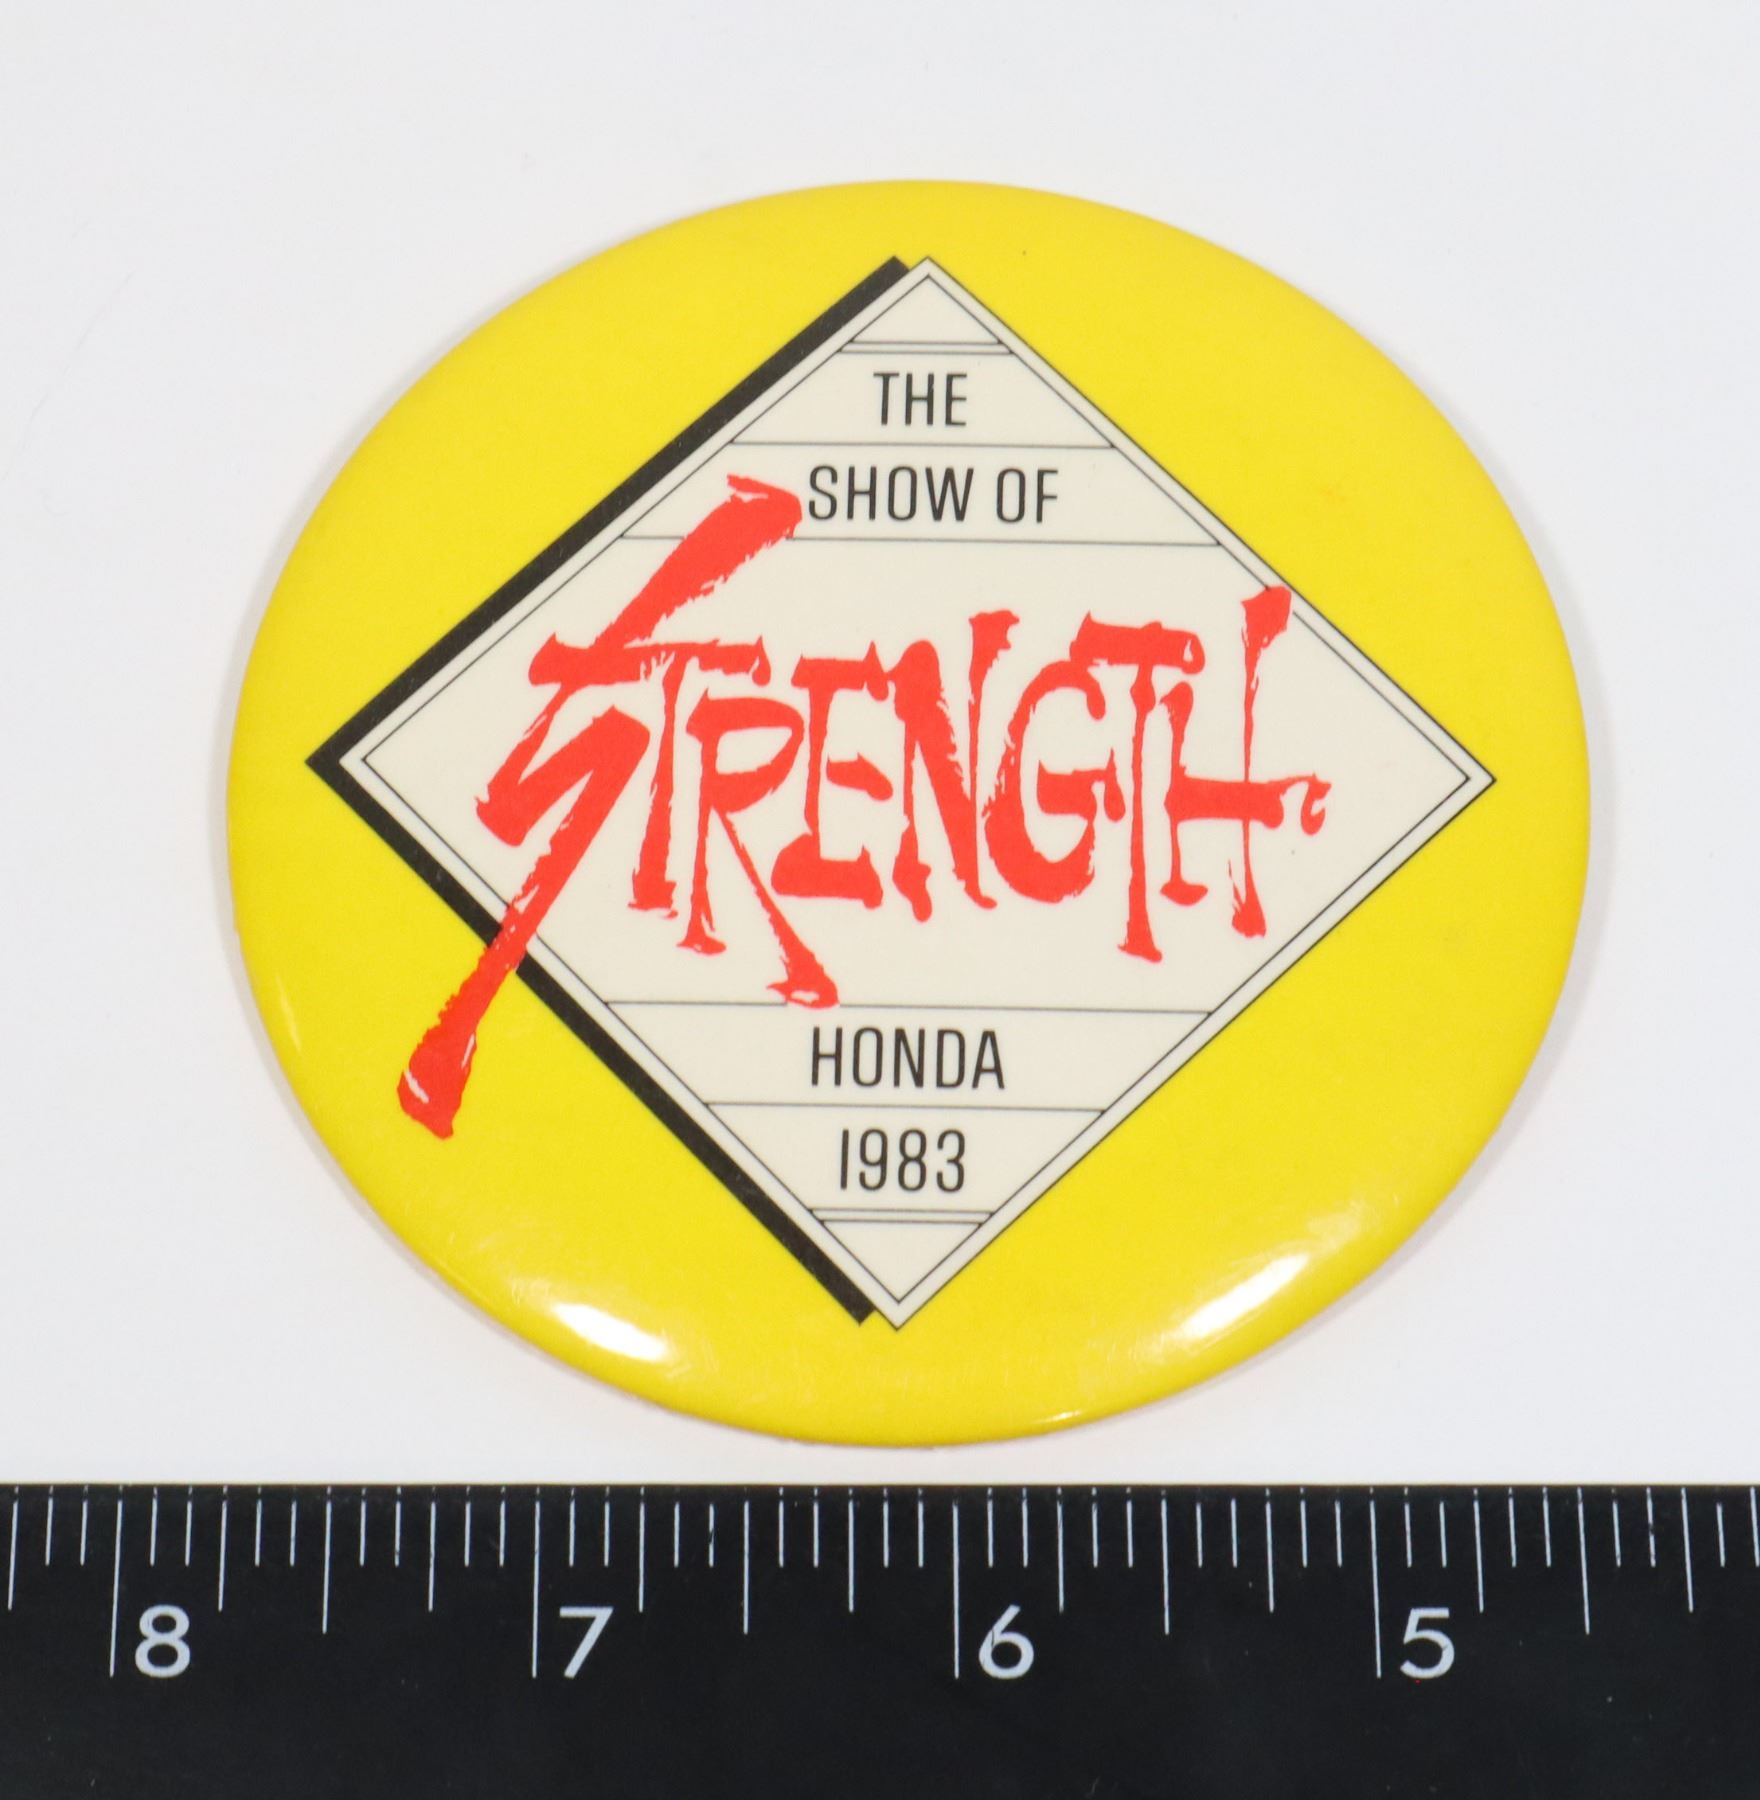 THE
SHOW OF
STRENGTH
HONDA
1983
8 7 6 5